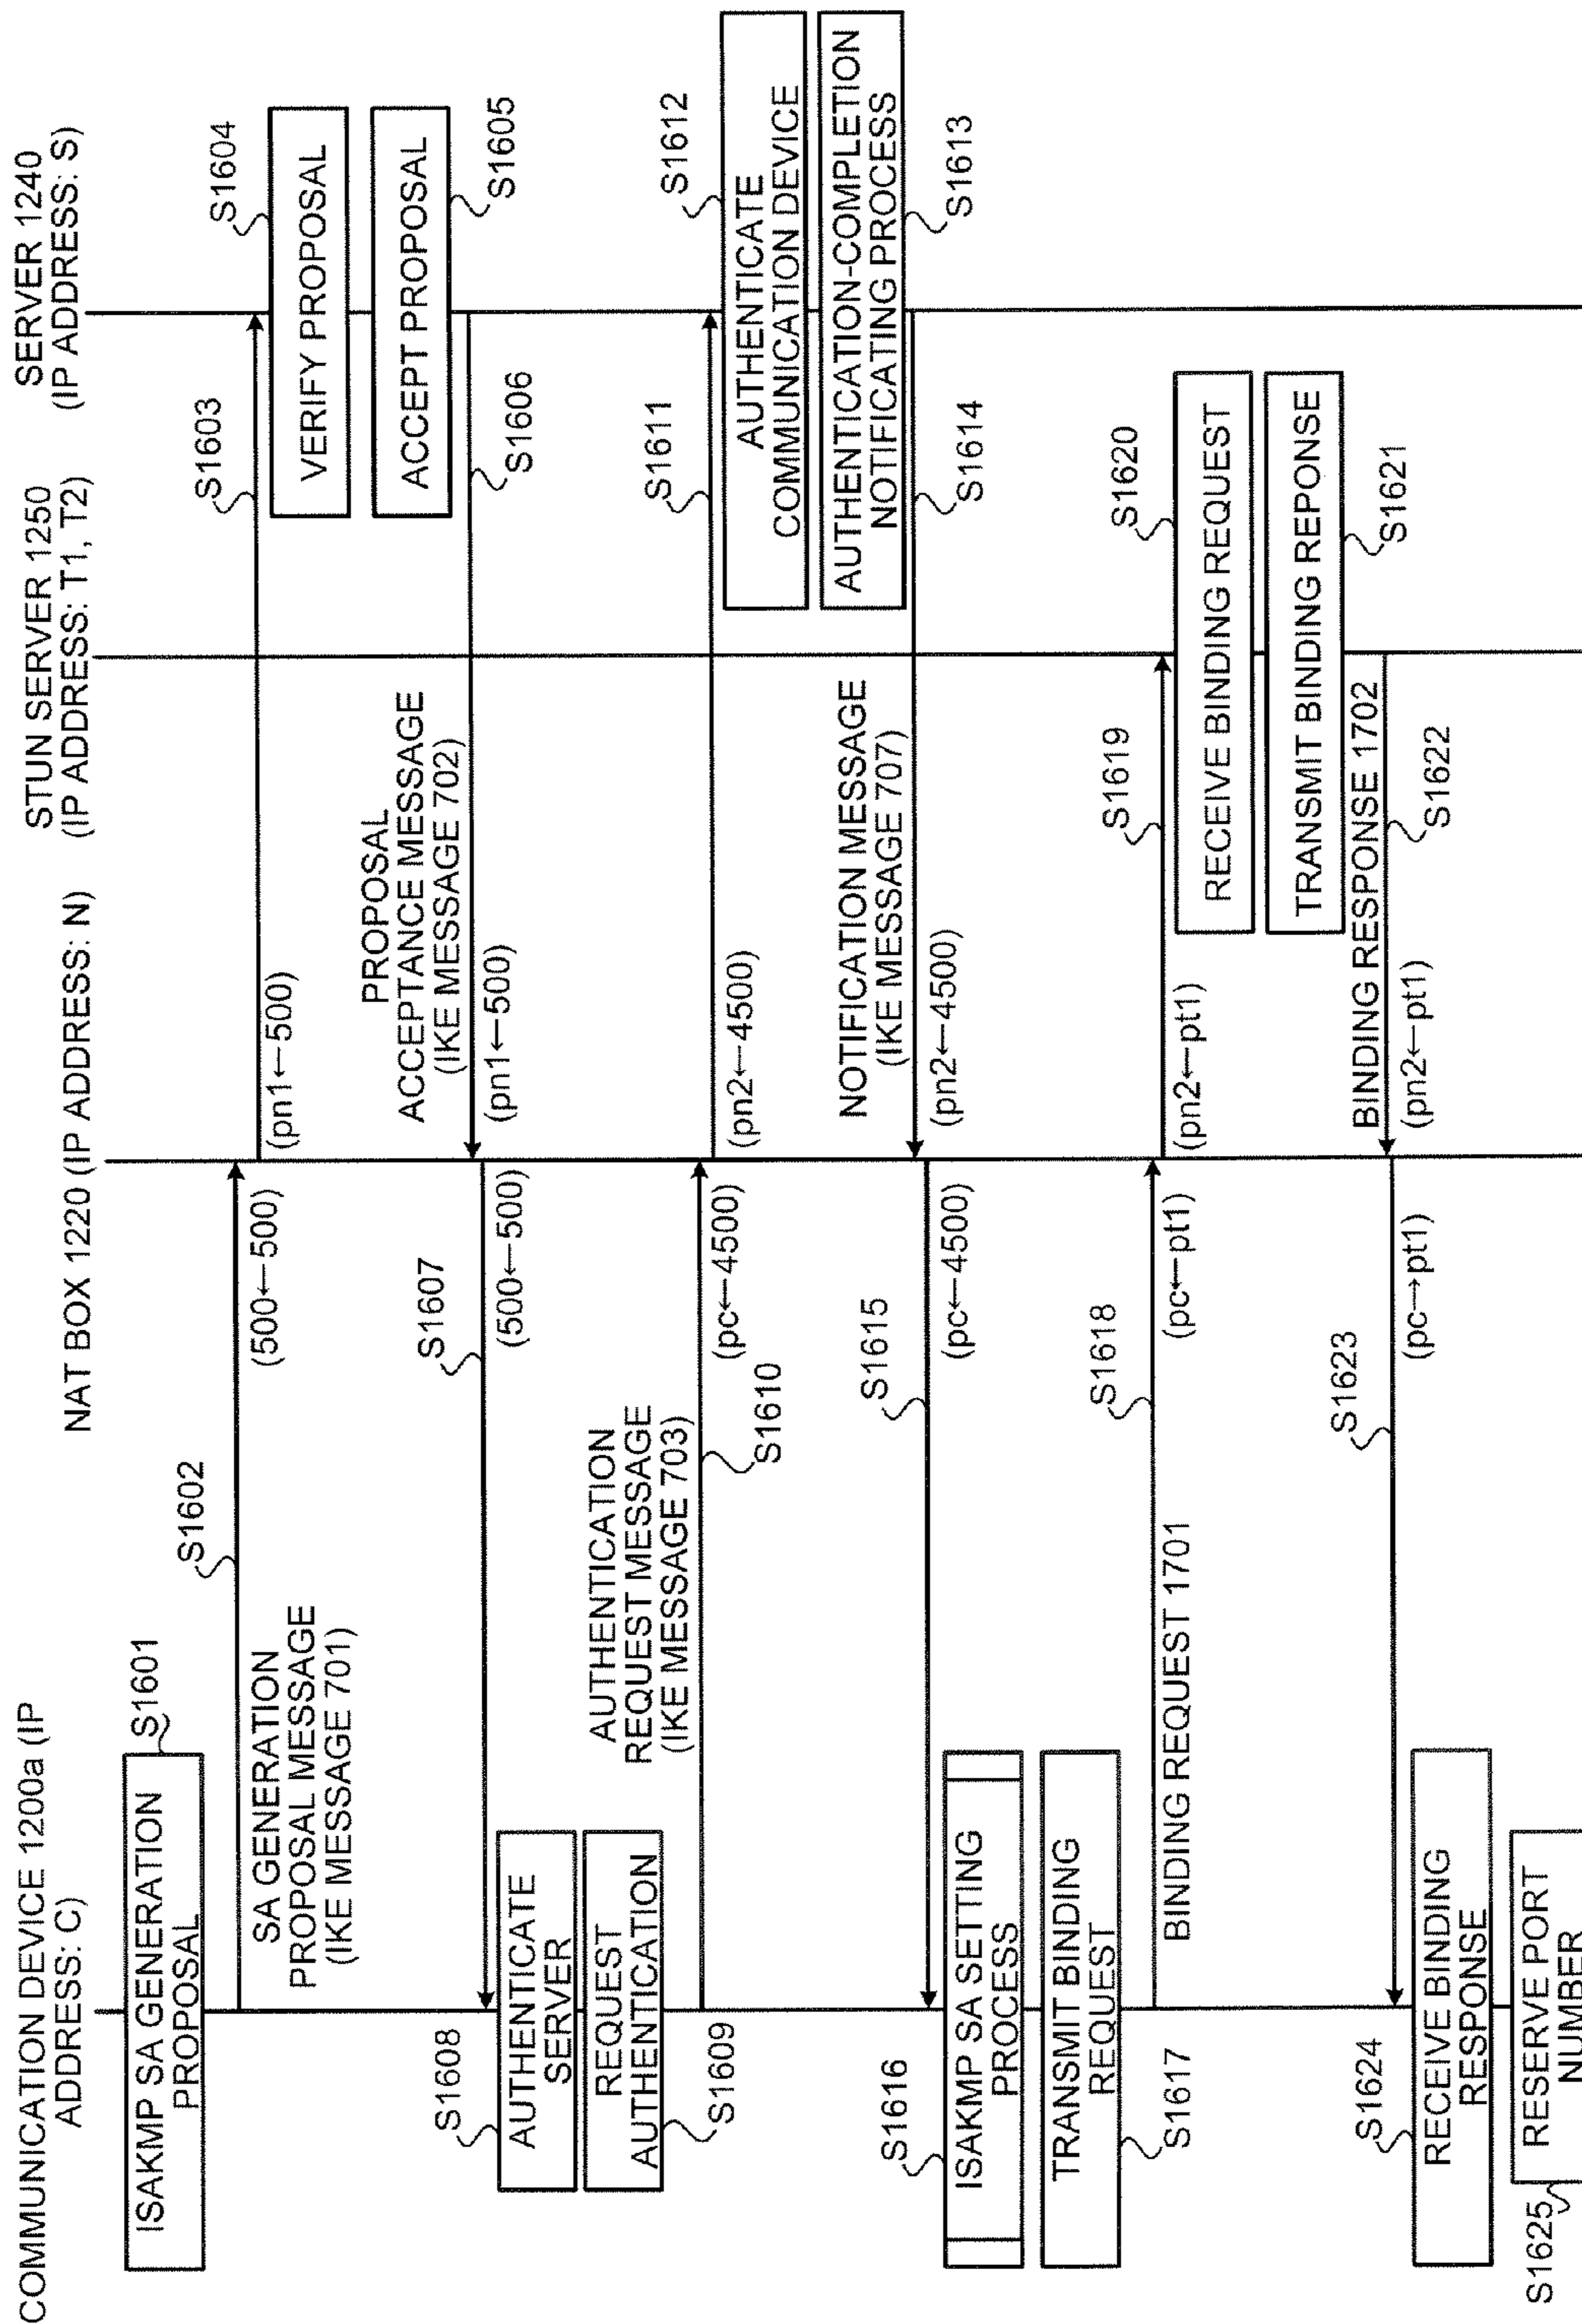 COMMUNICATION DEVICE 1200a (IP
ADDRESS: C)
NAT BOX 1220 (IP ADDRESS: N)
STUN SERVER 1250
(IP ADDRESS: T1, T2)
SERVER 1240
(IP ADDRESS: S)
ISAKMP SA GENERATION
PROPOSAL
S1601
S1602
(500←500)
SA GENERATION
PROPOSAL MESSAGE
(IKE MESSAGE 701)
S1603
(pn1←500)
S1604
VERIFY PROPOSAL
ACCEPT PROPOSAL
S1605
PROPOSAL
ACCEPTANCE MESSAGE
(IKE MESSAGE 702)
(pn1←500)
S1606
S1607
(500←500)
S1608
AUTHENTICATE
SERVER
REQUEST
AUTHENTICATION
S1609
AUTHENTICATION
REQUEST MESSAGE
(IKE MESSAGE 703)
S1610
(pc←4500)
S1611
(pn2←4500)
S1612
AUTHENTICATE
COMMUNICATION DEVICE
AUTHENTICATION-COMPLETION
NOTIFICATING PROCESS
S1613
NOTIFICATION MESSAGE
(IKE MESSAGE 707)
(pn2←4500)
S1614
S1615
(pc←4500)
S1616
ISAKMP SA SETTING
PROCESS
TRANSMIT BINDING
REQUEST
S1617
S1618
BINDING REQUEST 1701
(pc←pt1)
S1619
(pn2←pt1)
S1620
RECEIVE BINDING REQUEST
TRANSMIT BINDING REPONSE
S1621
BINDING RESPONSE 1702
(pn2←pt1)
S1622
S1623
(pc→pt1)
S1624
RECEIVE BINDING
RESPONSE
RESERVE PORT
NUMBER
S1625